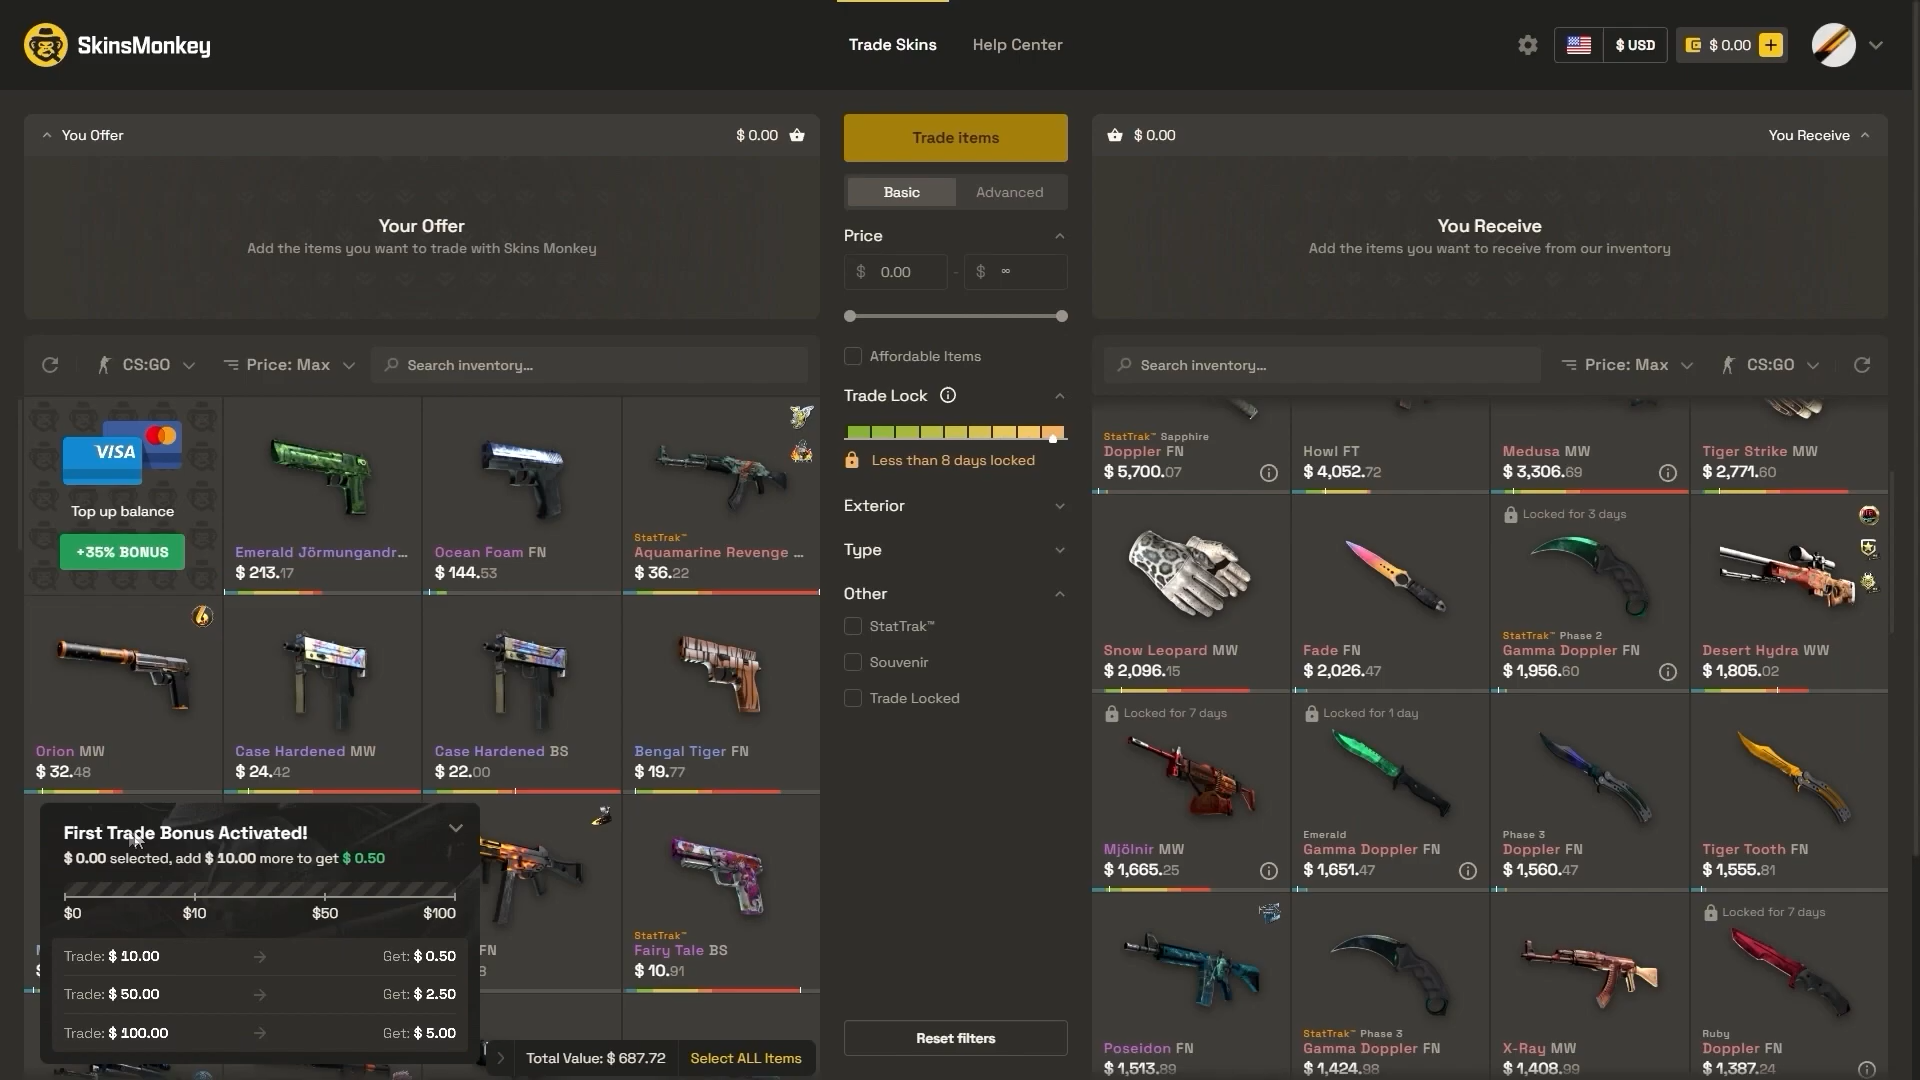 SkinsMonkey
Trade Skins
Help Center
$ USD
$ 0.00
You Offer
$ 0.00
Your Offer
Add the items you want to trade with Skins Monkey
Trade items
Basic
Advanced
Price
$ 0.00 - $ ∞
Affordable Items
Trade Lock
Less than 8 days locked
Exterior
Type
Other
StatTrak™
Souvenir
Trade Locked
Reset filters
$ 0.00
You Receive
You Receive
Add the items you want to receive from our inventory
CS:GO
Price: Max
Search inventory...
VISA
Top up balance
+35% BONUS
Emerald Jörmungandr...
$ 213.17
Ocean Foam FN
$ 144.53
StatTrak™
Aquamarine Revenge ...
$ 36.22
Orion MW
$ 32.48
Case Hardened MW
$ 24.42
Case Hardened BS
$ 22.00
Bengal Tiger FN
$ 19.77
First Trade Bonus Activated!
$ 0.00 selected, add $ 10.00 more to get $ 0.50
$0
$10
$50
$100
Trade: $ 10.00
Get: $ 0.50
Trade: $ 50.00
Get: $ 2.50
Trade: $ 100.00
Get: $ 5.00
FN
StatTrak™
Fairy Tale BS
$ 10.91
Total Value: $ 687.72
Select ALL Items
Search inventory...
Price: Max
CS:GO
StatTrak™ Sapphire
Doppler FN
$ 5,700.07
Howl FT
$ 4,052.72
Medusa MW
$ 3,306.69
Tiger Strike MW
$ 2,771.60
Snow Leopard MW
$ 2,096.15
Fade FN
$ 2,026.47
Locked for 3 days
StatTrak™ Phase 2
Gamma Doppler FN
$ 1,956.60
Desert Hydra WW
$ 1,805.02
Locked for 7 days
Mjölnir MW
$ 1,665.25
Locked for 1 day
Emerald
Gamma Doppler FN
$ 1,651.47
Phase 3
Doppler FN
$ 1,560.47
Tiger Tooth FN
$ 1,555.81
Poseidon FN
$ 1,513.89
StatTrak™ Phase 3
Gamma Doppler FN
$ 1,424.98
X-Ray MW
$ 1,408.99
Locked for 7 days
Ruby
Doppler FN
$ 1,387.24